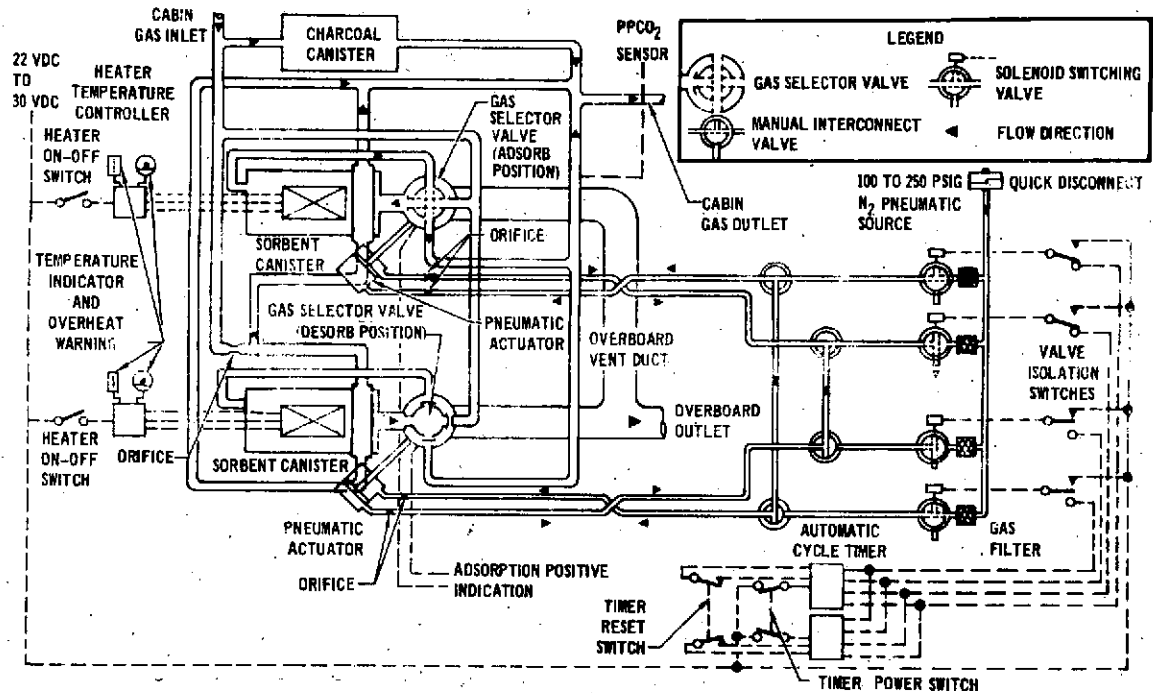 CABIN
GAS INLET
CHARCOAL
CANISTER
PPCO2
SENSOR
LEGEND
GAS SELECTOR VALVE
SOLENOID SWITCHING
VALVE
MANUAL INTERCONNECT
VALVE
FLOW DIRECTION
22 VDC
TO
30 VDC
HEATER
TEMPERATURE
CONTROLLER
HEATER
ON-OFF
SWITCH
GAS
SELECTOR
VALVE
(ADSORB
POSITION)
CABIN
GAS OUTLET
100 TO 250 PSIG
N2 PNEUMATIC
SOURCE
QUICK DISCONNECT
ORIFICE
SORBENT
CANISTER
TEMPERATURE
INDICATOR
AND
OVERHEAT
WARNING
GAS SELECTOR VALVE
(DESORB POSITION)
PNEUMATIC
ACTUATOR
OVERBOARD
VENT DUCT
VALVE
ISOLATION
SWITCHES
OVERBOARD
OUTLET
HEATER
ON-OFF
SWITCH
ORIFICE
SORBENT CANISTER
PNEUMATIC
ACTUATOR
ORIFICE
ADSORPTION POSITIVE
INDICATION
AUTOMATIC
CYCLE TIMER
GAS
FILTER
TIMER
RESET
SWITCH
TIMER POWER SWITCH